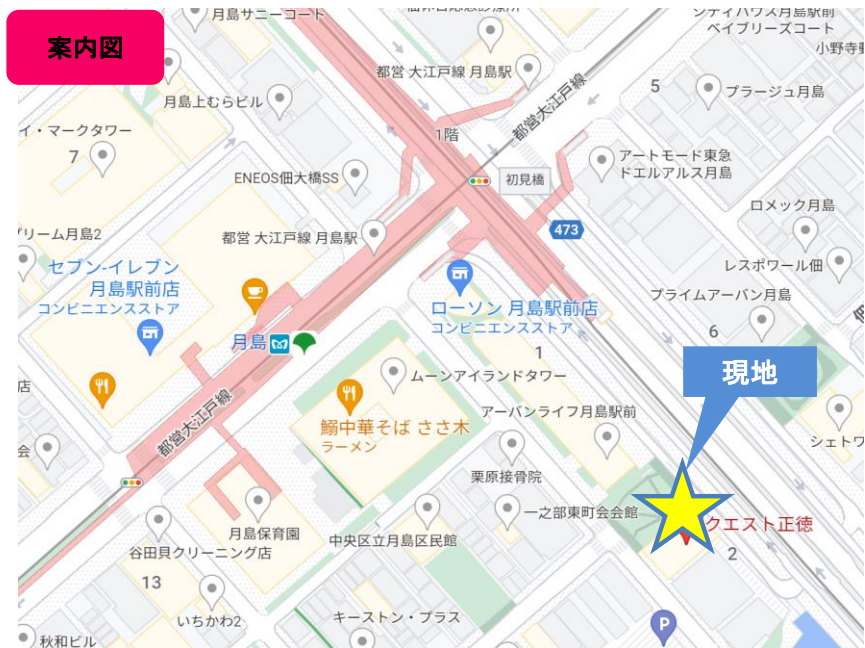 案内図
月島サニーコート
シティハウス月島駅前
ベイブリーズコート
小野寺
都営 大江戸線 月島駅
都営大江戸線
5
プラージュ月島
月島上むらビル
イ・マークタワー
7
1階
アートモード東急
ドエルアルス月島
ENEOS佃大橋SS
初見橋
ロメック月島
473
都営 大江戸線 月島駅
リーム月島2
レスポワール佃
セブン-イレブン
月島駅前店
コンビニエンスストア
ローソン 月島駅前店
コンビニエンスストア
プライムアーバン月島
6
月島
1
現地
ムーンアイランドタワー
店
アーバンライフ月島駅前
鰯中華そば ささ木
ラーメン
都営大江戸線
会
シェトワ
栗原接骨院
一之部東町会会館
クエスト正徳
2
月島保育園
谷田貝クリーニング店
中央区立月島区民館
13
いちかわ2
キーストン・プラス
P
秋和ビル